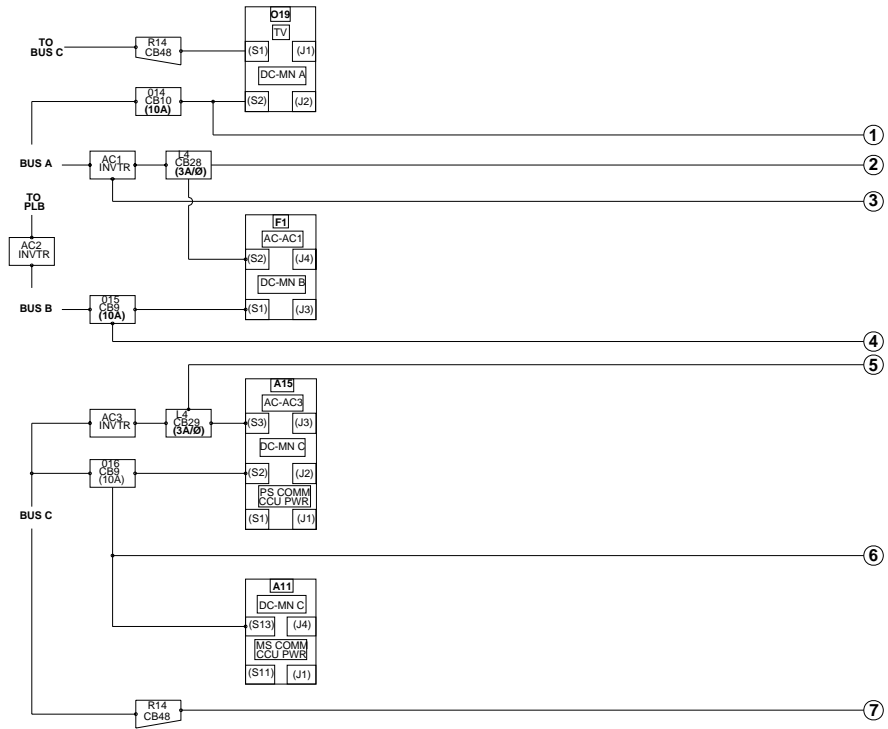 O19
TV
TO
BUS C
R14
CB48
(S1)
(J1)
DC-MN A
014
CB10
(10A)
(S2)
(J2)
1
BUS A
AC1
INVTR
L4
CB28
(3A/Ø)
2
3
TO
PLB
F1
AC-AC1
AC2
INVTR
(S2)
(J4)
DC-MN B
BUS B
015
CB9
(10A)
(S1)
(J3)
4
5
A15
AC-AC3
AC3
INVTR
L4
CB29
(3A/Ø)
(S3)
(J3)
DC-MN C
016
CB9
(10A)
(S2)
(J2)
PS COMM
CCU PWR
BUS C
(S1)
(J1)
6
A11
DC-MN C
(S13)
(J4)
MS COMM
CCU PWR
(S11)
(J1)
R14
CB48
7